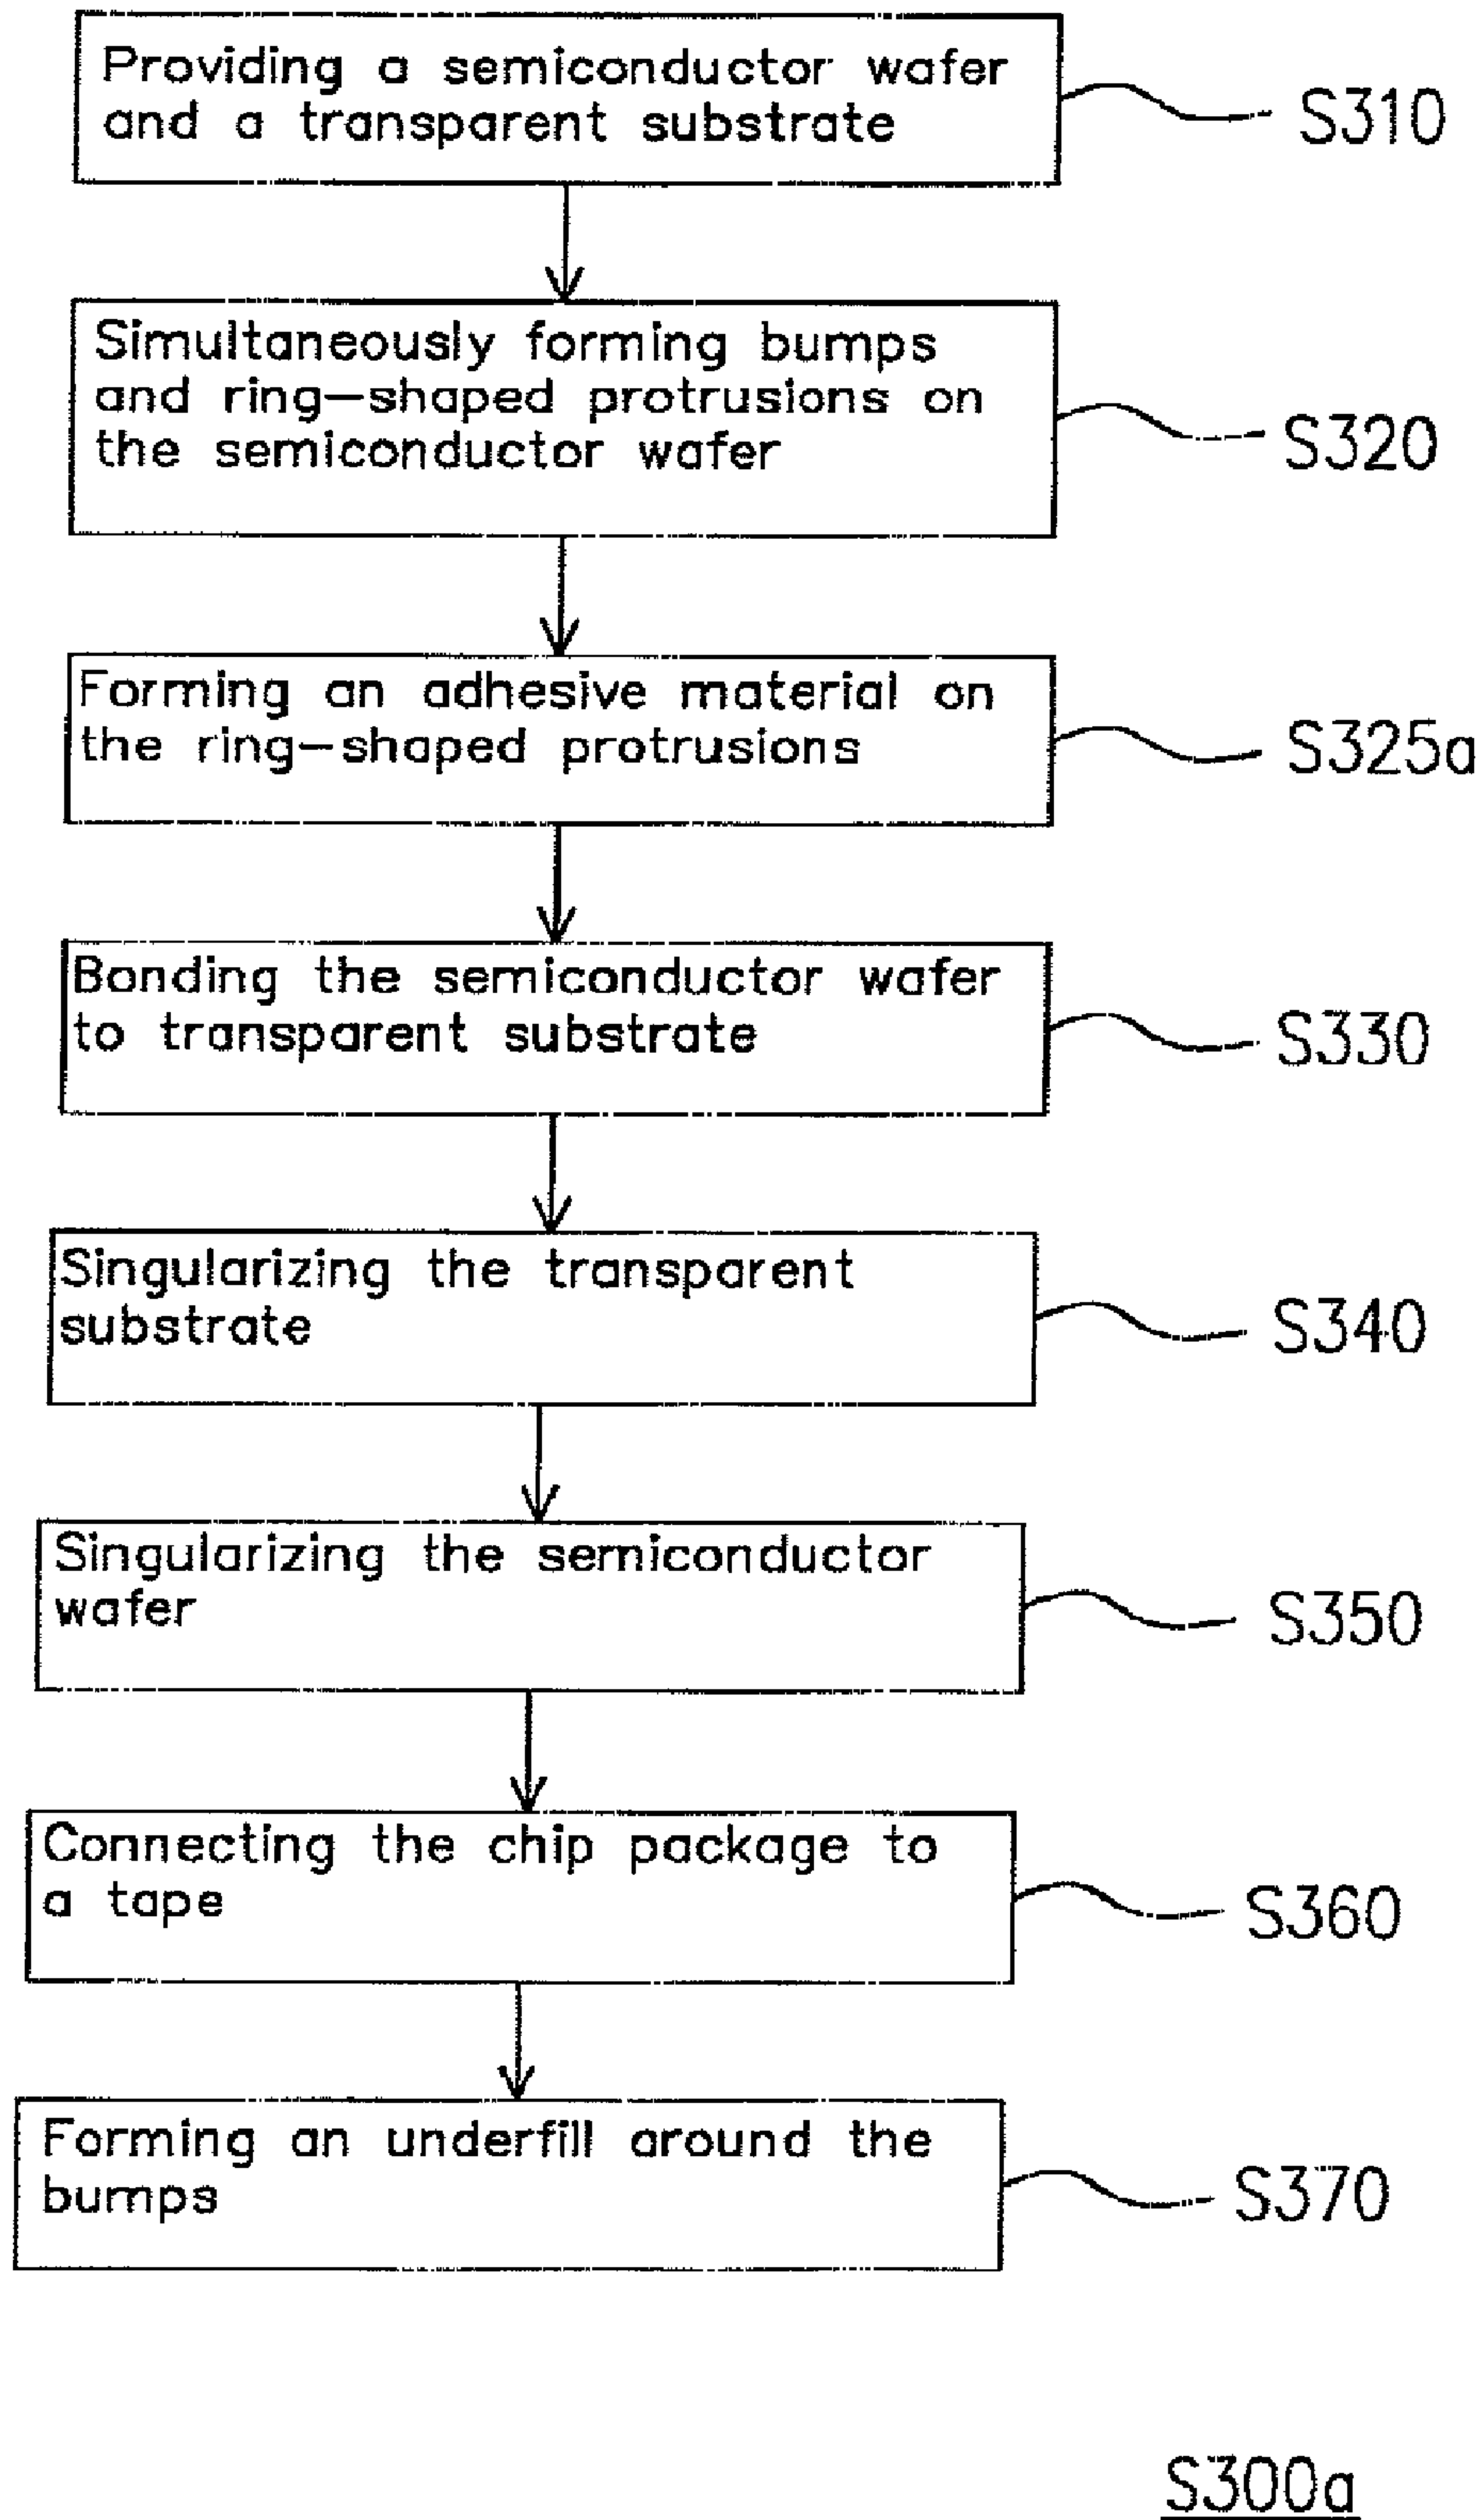 Providing a semiconductor wafer
and a transparent substrate
S310
Simultaneously forming bumps
and ring-shaped protrusions on
the semiconductor wafer
S320
Forming an adhesive material on
the ring-shaped protrusions
S325a
Bonding the semiconductor wafer
to transparent substrate
S330
Singularizing the transparent
substrate
S340
Singularizing the semiconductor
wafer
S350
Connecting the chip package to
a tape
S360
Forming an underfill around the
bumps
S370
S300a